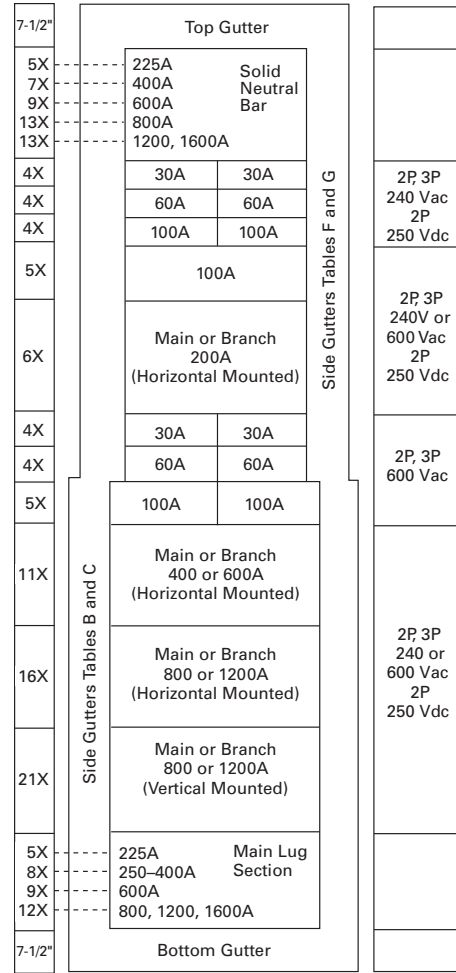 7-1/2"
Top Gutter
5X
225A
7X
400A
9X
600A
13X
800A
13X
1200, 1600A
Solid
Neutral
Bar
4X
30A
30A
4X
60A
60A
4X
100A
100A
2P, 3P
240 Vac
2P
250 Vdc
5X
100A
6X
Main or Branch
200A
(Horizontal Mounted)
2P, 3P
240V or
600 Vac
2P
250 Vdc
Side Gutters Tables F and G
4X
30A
30A
4X
60A
60A
5X
100A
100A
2P, 3P
600 Vac
11X
Main or Branch
400 or 600A
(Horizontal Mounted)
16X
Main or Branch
800 or 1200A
(Horizontal Mounted)
21X
Main or Branch
800 or 1200A
(Vertical Mounted)
2P, 3P
240 or
600 Vac
2P
250 Vdc
Side Gutters Tables B and C
5X
225A
8X
250–400A
9X
600A
12X
800, 1200, 1600A
Main Lug
Section
7-1/2"
Bottom Gutter